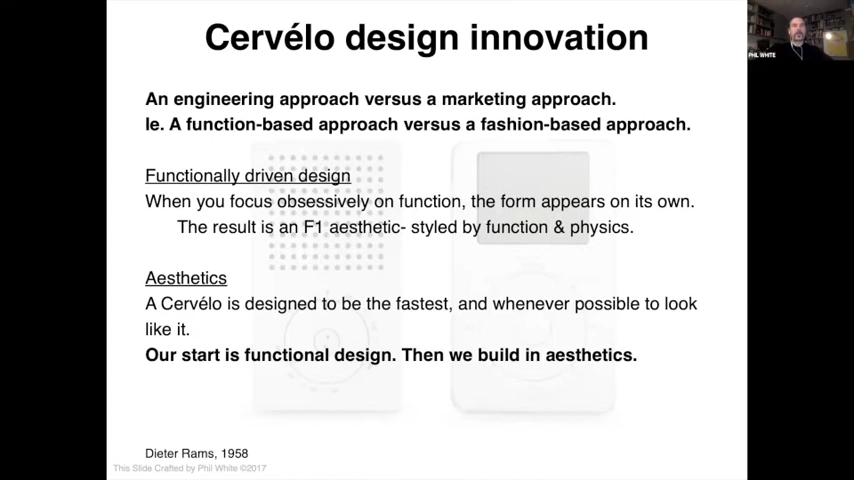 Cervélo design innovation
PHIL WHITE
An engineering approach versus a marketing approach.
Ie. A function-based approach versus a fashion-based approach.
Functionally driven design
When you focus obsessively on function, the form appears on its own.
The result is an F1 aesthetic- styled by function & physics.
Aesthetics
A Cervélo is designed to be the fastest, and whenever possible to look
like it.
Our start is functional design. Then we build in aesthetics.
Dieter Rams, 1958
This Slide Crafted by Phil White ©2017